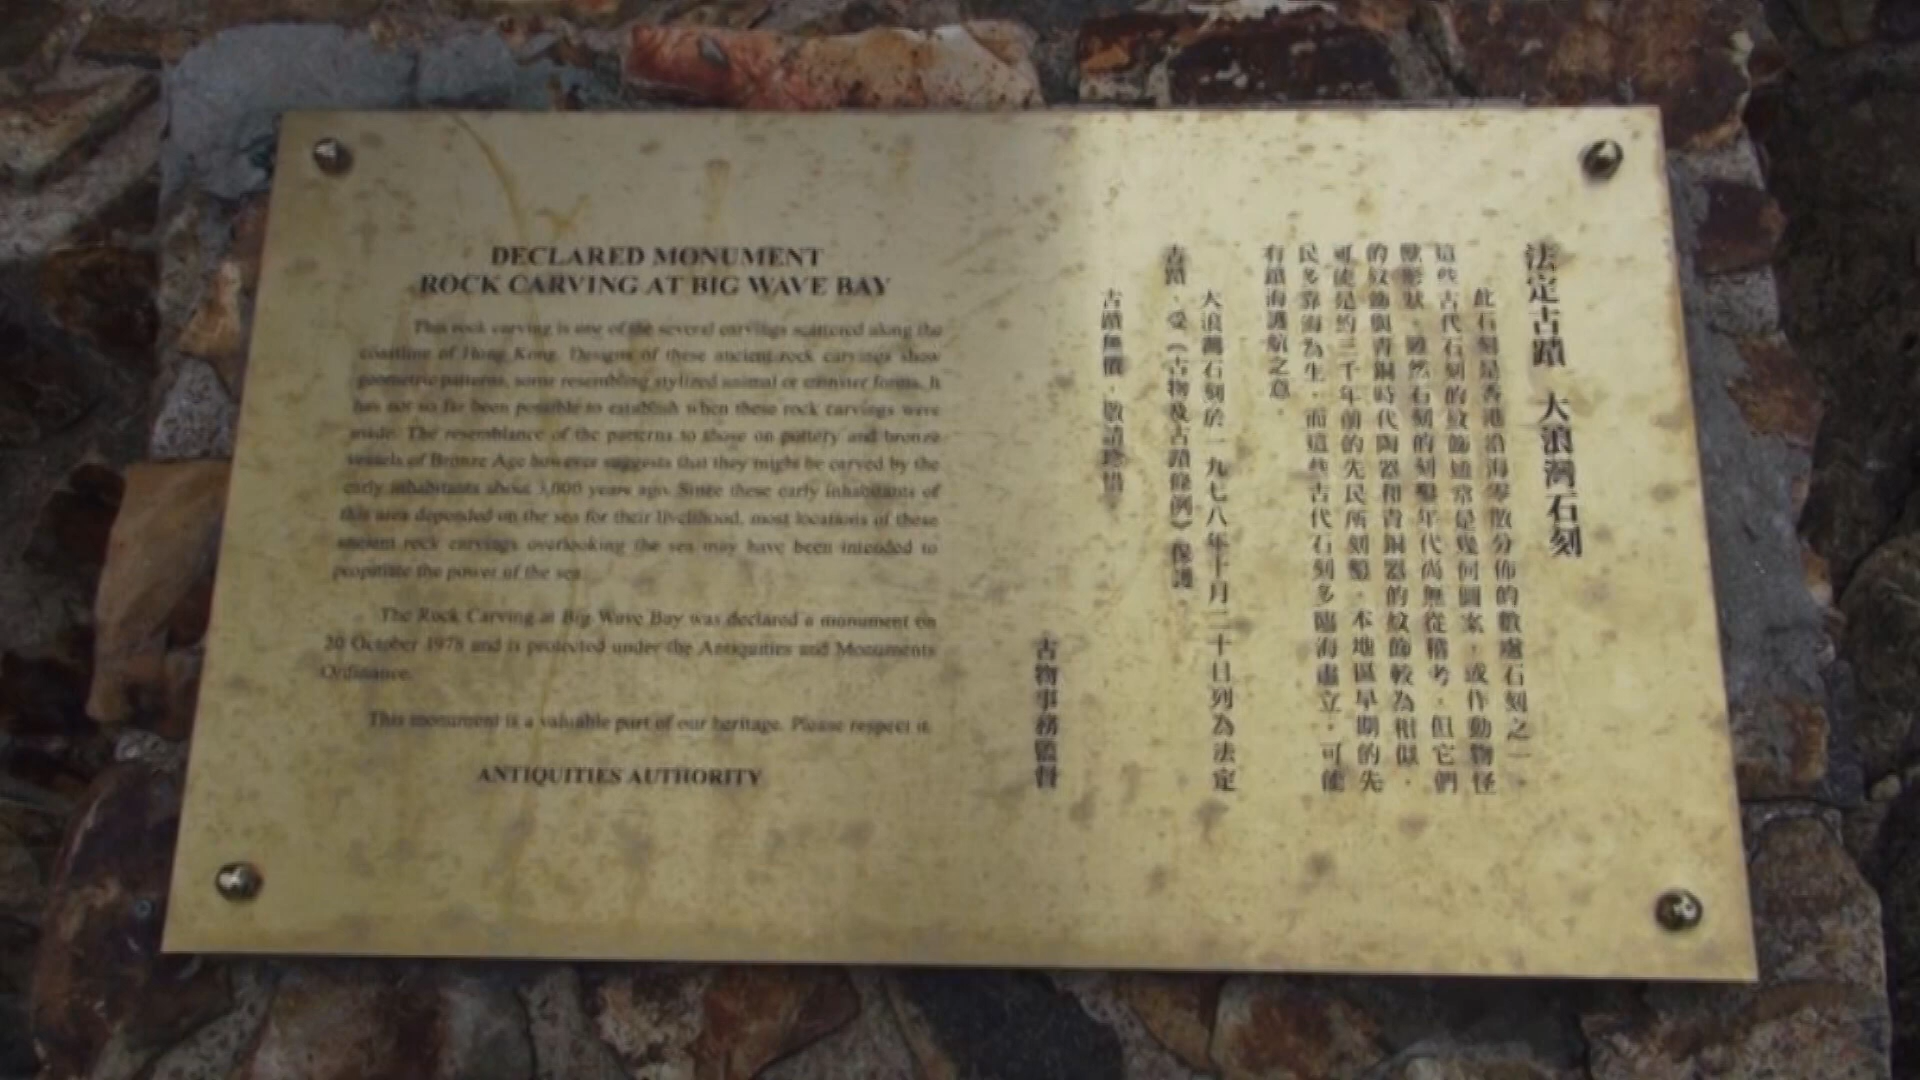 DECLARED MONUMENT
ROCK CARVING AT BIG WAVE BAY
This rock carving is one of the several carvings scattered along the
coastline of Hong Kong. Designs of these ancient rock carvings show
geometric patterns, some resembling stylized animal or monster forms. It
has not so far been possible to establish when these rock carvings were
made. The resemblance of the patterns to those on pottery and bronze
vessels of Bronze Age however suggests that they might be carved by the
early inhabitants about 3,000 years ago. Since these early inhabitants of
this area depended on the sea for their livelihood, most locations of these
ancient rock carvings overlooking the sea may have been intended to
propitiate the power of the sea.
The Rock Carving at Big Wave Bay was declared a monument on
20 October 1978 and is protected under the Antiquities and Monuments
Ordinance.
This monument is a valuable part of our heritage. Please respect it.
ANTIQUITIES AUTHORITY
法定古蹟 大浪灣石刻
此石刻是香港沿海零散分佈的數處石刻之一。
這些古代石刻的紋飾通常是幾何圖案，或作動物怪
獸形狀。雖然石刻的刻鑿年代尚無從稽考，但它們
的紋飾與青銅時代陶器和青銅器的紋飾較為相似，
可能是約三千年前的先民所刻鑿。本地區早期的先
民多靠海為生，而這些古代石刻多臨海矗立，可能
有鎮海護航之意。
大浪灣石刻於一九七八年十月二十日列為法定
古蹟，受《古物及古蹟條例》保護。
古蹟無價，敬請珍惜。
古物事務監督